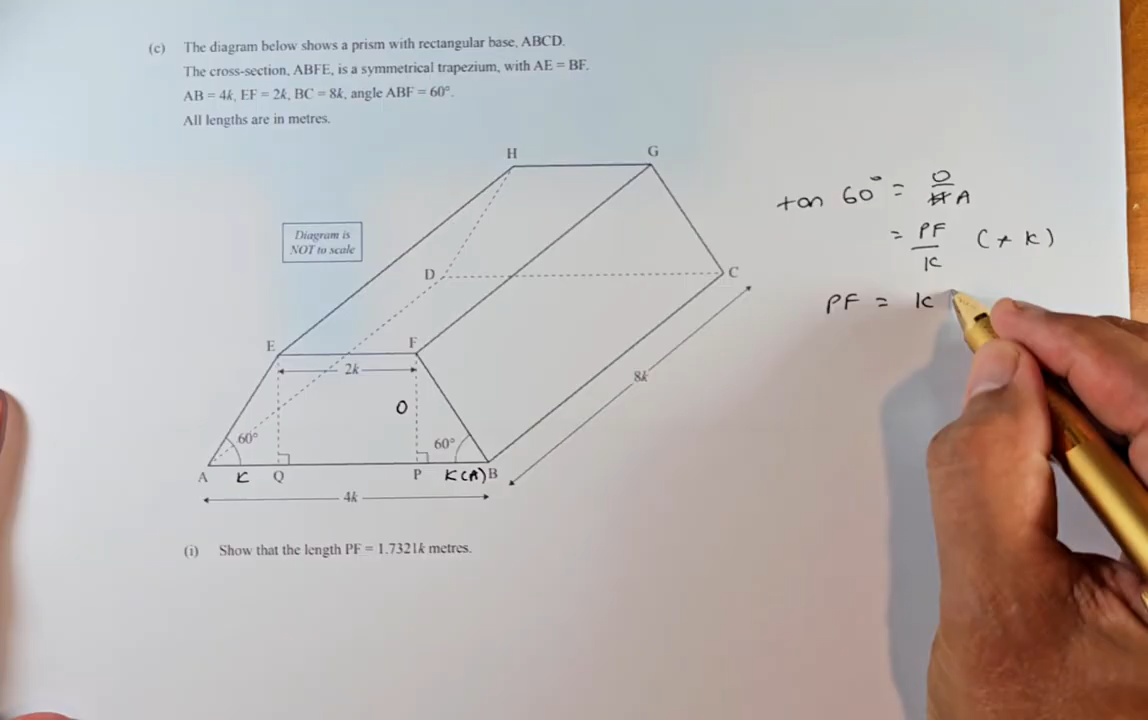 (c) The diagram below shows a prism with rectangular base, ABCD.
The cross-section, ABFE, is a symmetrical trapezium, with AE = BF.
AB = 4k, EF = 2k, BC = 8k, angle ABF = 60°.
All lengths are in metres.
H
G
Diagram is
NOT to scale
D
C
E
F
2k
8k
O
60°
60°
A K Q P K(A) B
4k
(i) Show that the length PF = 1.7321k metres.
tan 60° = O/A
= PF/K (× K)
PF = K